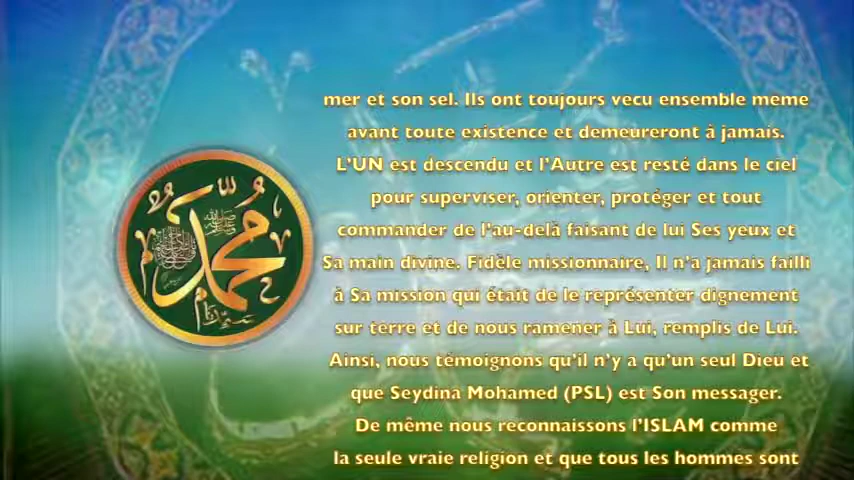 محمد
صلى الله عليه وسلم
mer et son sel. Ils ont toujours vecu ensemble meme
avant toute existence et demeureront à jamais.
L'UN est descendu et l'Autre est resté dans le ciel
pour superviser, orienter, protéger et tout
commander de l'au-delà faisant de lui Ses yeux et
Sa main divine. Fidèle missionnaire, Il n'a jamais failli
à Sa mission qui était de le représenter dignement
sur terre et de nous ramener à Lui, remplis de Lui.
Ainsi, nous témoignons qu'il n'y a qu'un seul Dieu et
que Seydina Mohamed (PSL) est Son messager.
De même nous reconnaissons l'ISLAM comme
la seule vraie religion et que tous les hommes sont